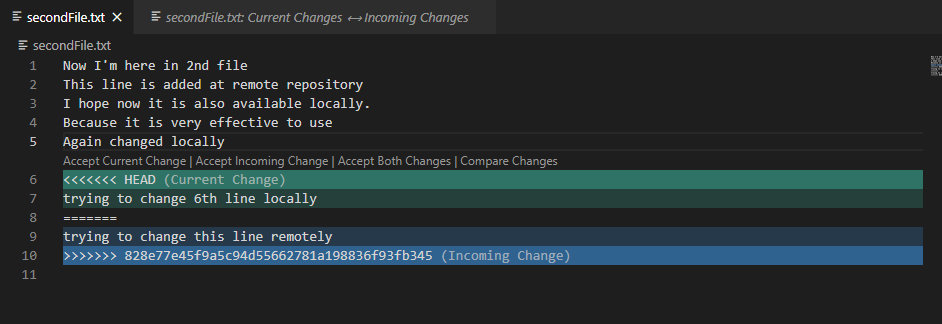 secondFile.txt
secondFile.txt: Current Changes ↔ Incoming Changes
secondFile.txt
1 Now I'm here in 2nd file
2 This line is added at remote repository
3 I hope now it is also available locally.
4 Because it is very effective to use
5 Again changed locally
Accept Current Change | Accept Incoming Change | Accept Both Changes | Compare Changes
6 <<<<<<< HEAD (Current Change)
7 trying to change 6th line locally
8 =======
9 trying to change this line remotely
10 >>>>>>> 828e77e45f9a5c94d55662781a198836f93fb345 (Incoming Change)
11